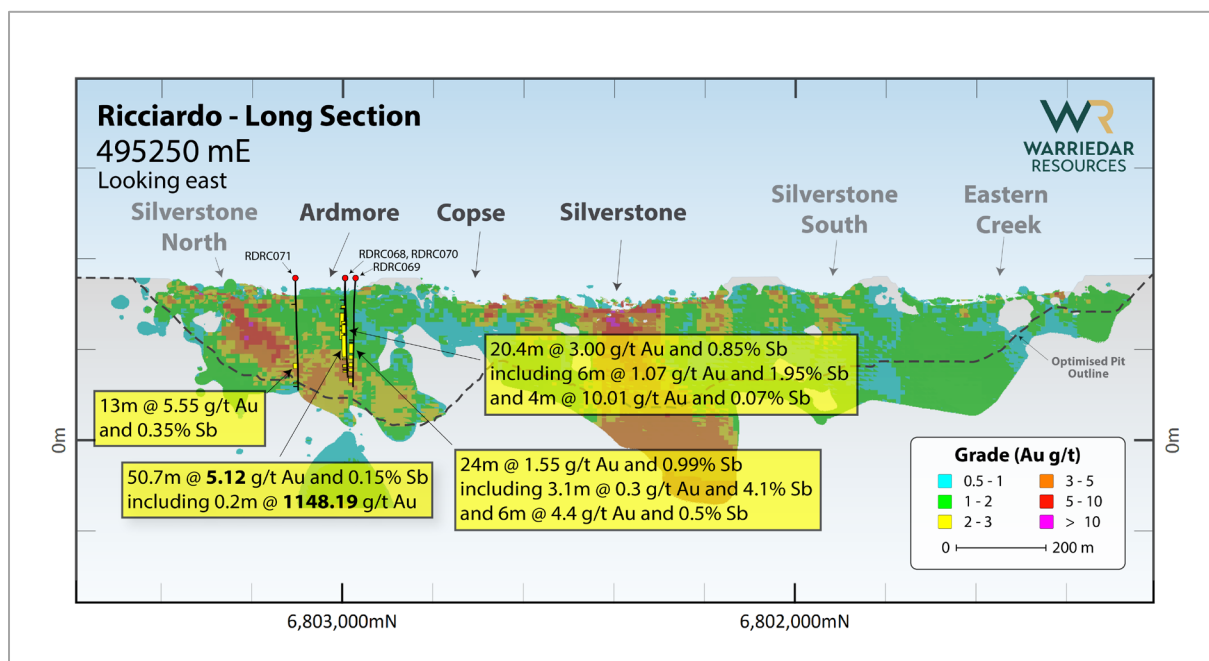 Ricciardo - Long Section
495250 mE
Looking east
WARRIEDAR
RESOURCES
Silverstone
North
Ardmore
Copse
Silverstone
Silverstone
South
Eastern
Creek
RDRC071
RDRC068, RDRC070
RDRC069
20.4m @ 3.00 g/t Au and 0.85% Sb
including 6m @ 1.07 g/t Au and 1.95% Sb
and 4m @ 10.01 g/t Au and 0.07% Sb
Optimised Pit
Outline
13m @ 5.55 g/t Au
and 0.35% Sb
50.7m @ 5.12 g/t Au and 0.15% Sb
including 0.2m @ 1148.19 g/t Au
24m @ 1.55 g/t Au and 0.99% Sb
including 3.1m @ 0.3 g/t Au and 4.1% Sb
and 6m @ 4.4 g/t Au and 0.5% Sb
0m
0m
Grade (Au g/t)
0.5 - 1
1 - 2
2 - 3
3 - 5
5 - 10
> 10
0 200 m
6,803,000mN
6,802,000mN